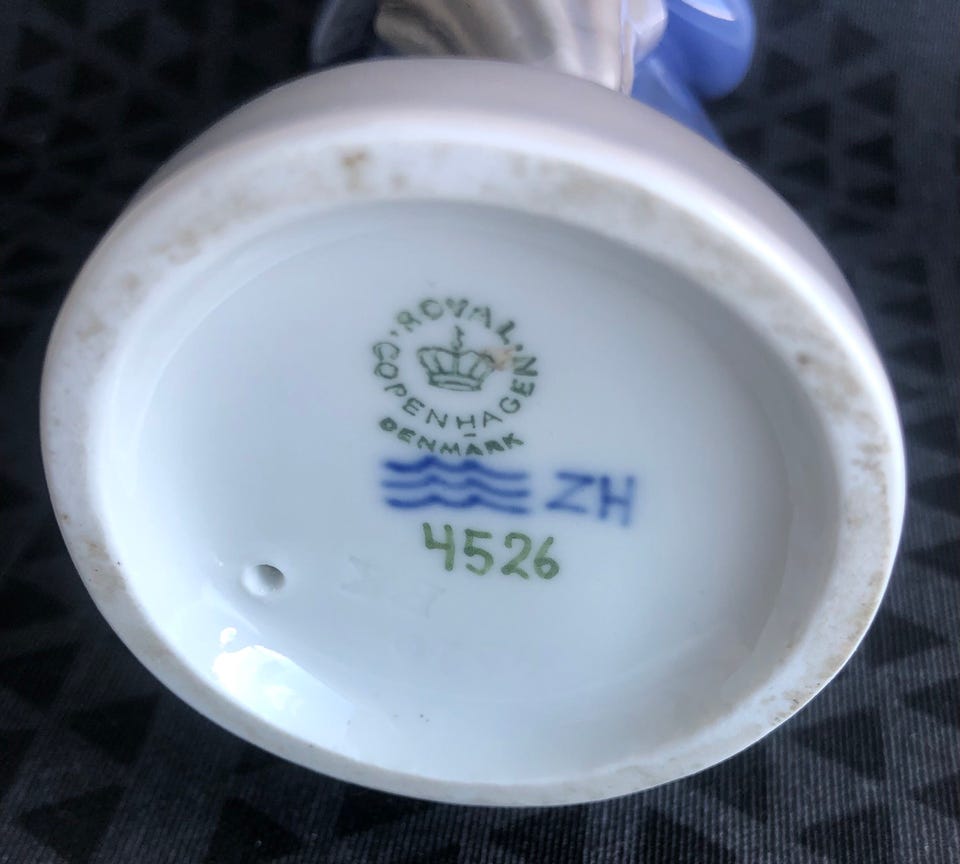 ROYAL
COPENHAGEN
DENMARK
ZH
4526